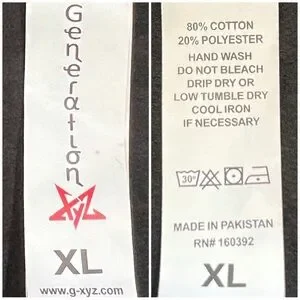 Generation
xyz
XL
www.g-xyz.com
80% COTTON
20% POLYESTER
HAND WASH
DO NOT BLEACH
DRIP DRY OR
LOW TUMBLE DRY
COOL IRON
IF NECESSARY
30°
MADE IN PAKISTAN
RN# 160392
XL